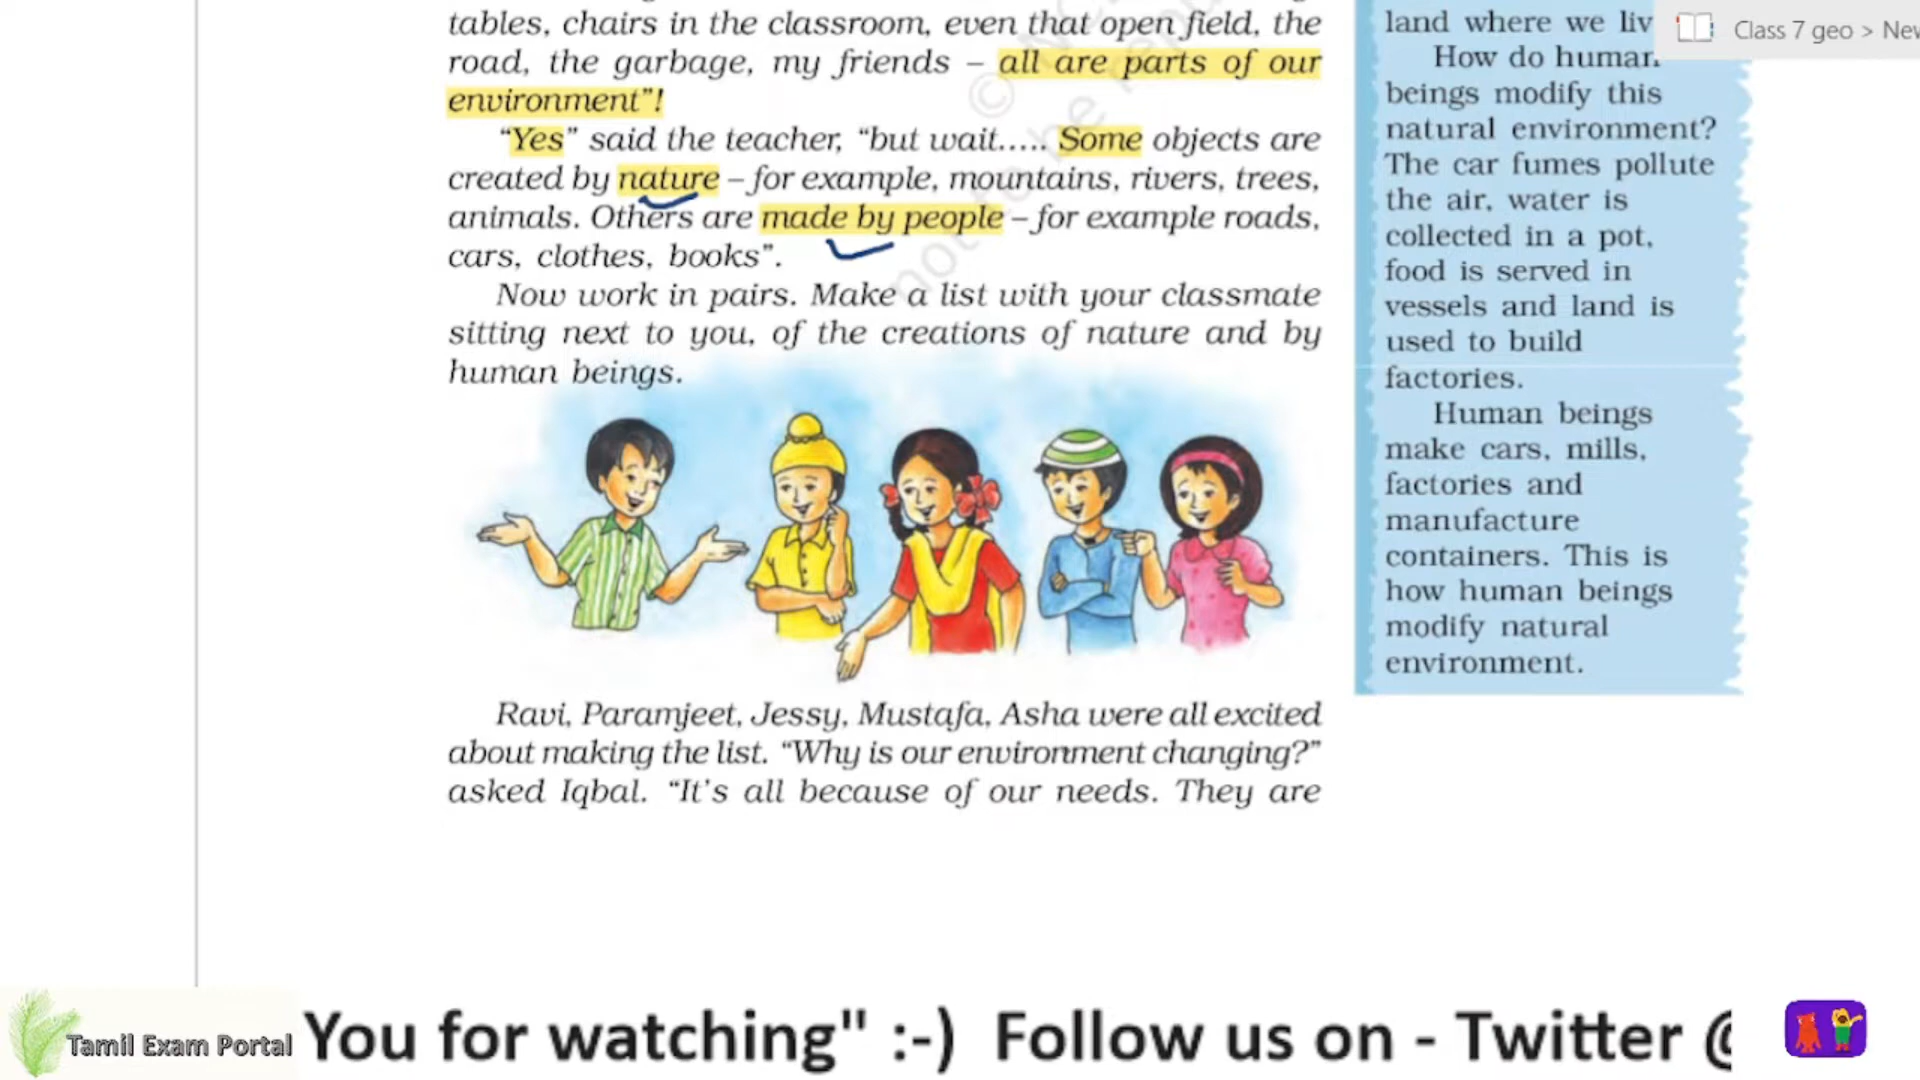 tables, chairs in the classroom, even that open field, the
road, the garbage, my friends – all are parts of our
environment”!
“Yes” said the teacher, “but wait..... Some objects are
created by nature – for example, mountains, rivers, trees,
animals. Others are made by people – for example roads,
cars, clothes, books”.
Now work in pairs. Make a list with your classmate
sitting next to you, of the creations of nature and by
human beings.
Ravi, Paramjeet, Jessy, Mustafa, Asha were all excited
about making the list. “Why is our environment changing?”
asked Iqbal. “It’s all because of our needs. They are
land where we liv
How do human
beings modify this
natural environment?
The car fumes pollute
the air, water is
collected in a pot,
food is served in
vessels and land is
used to build
factories.
Human beings
make cars, mills,
factories and
manufacture
containers. This is
how human beings
modify natural
environment.
Class 7 geo > New
Tamil Exam Portal
You for watching" :-) Follow us on - Twitter @